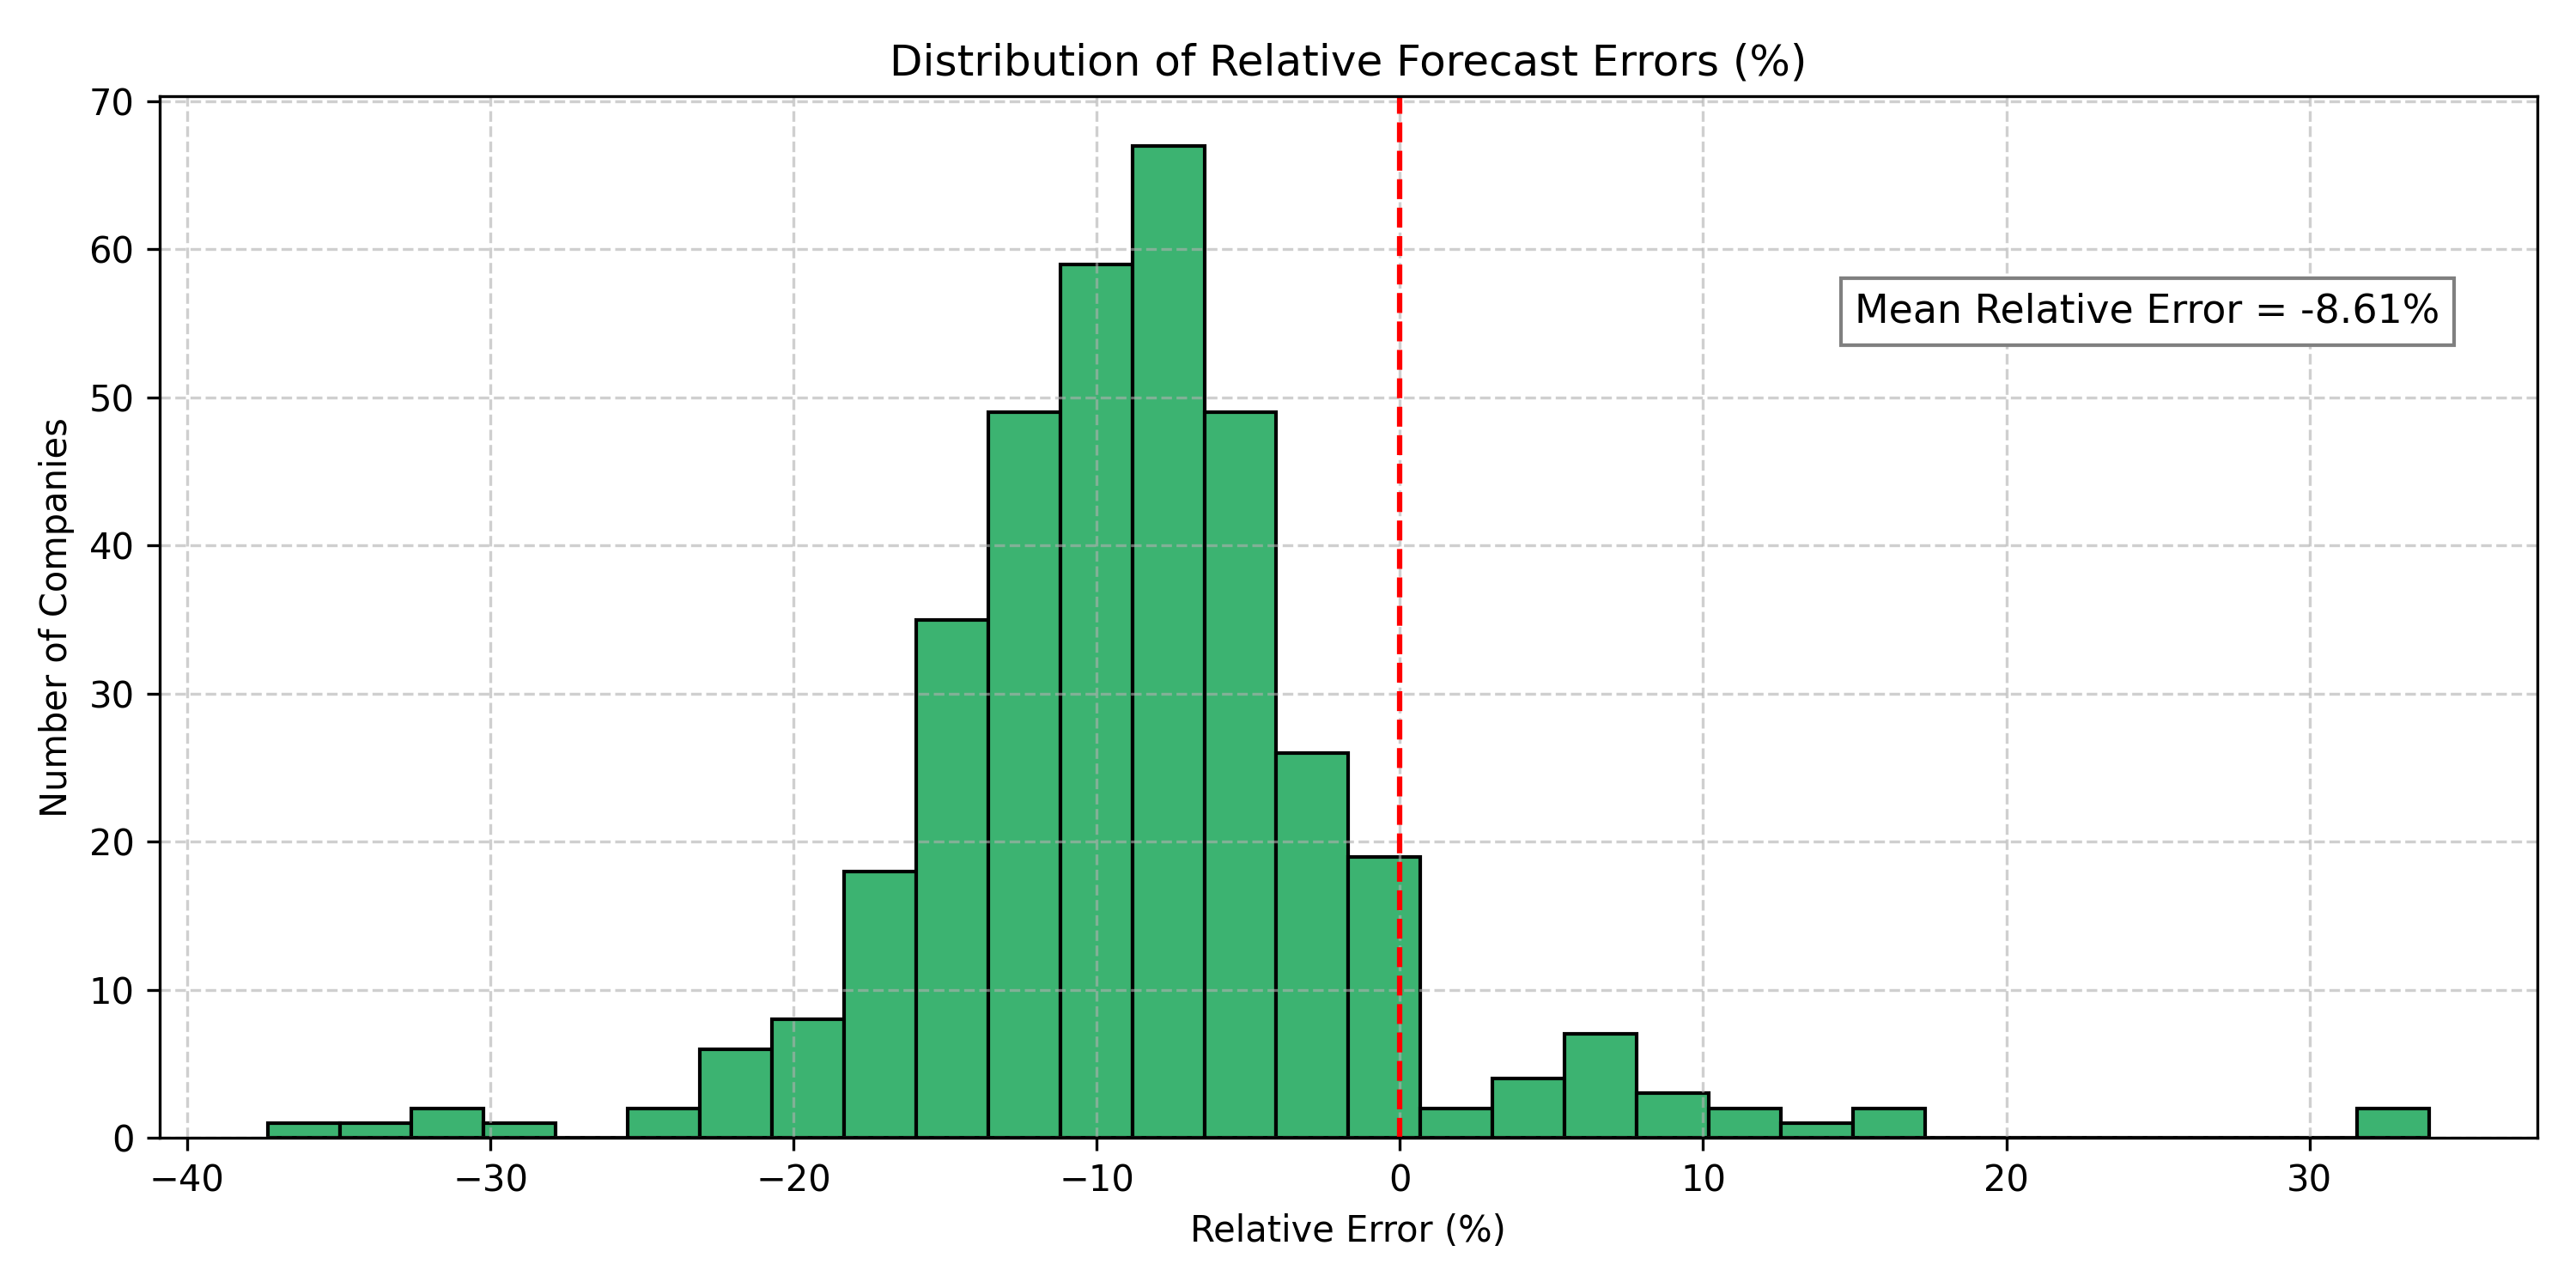 Distribution of Relative Forecast Errors (%)
70
60
50
40
30
20
10
0
Number of Companies
Mean Relative Error = -8.61%
−40 −30 −20 −10 0 10 20 30
Relative Error (%)